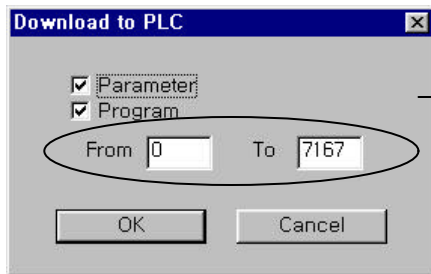 Download to PLC
Parameter
Program
From 0 To 7167
OK Cancel